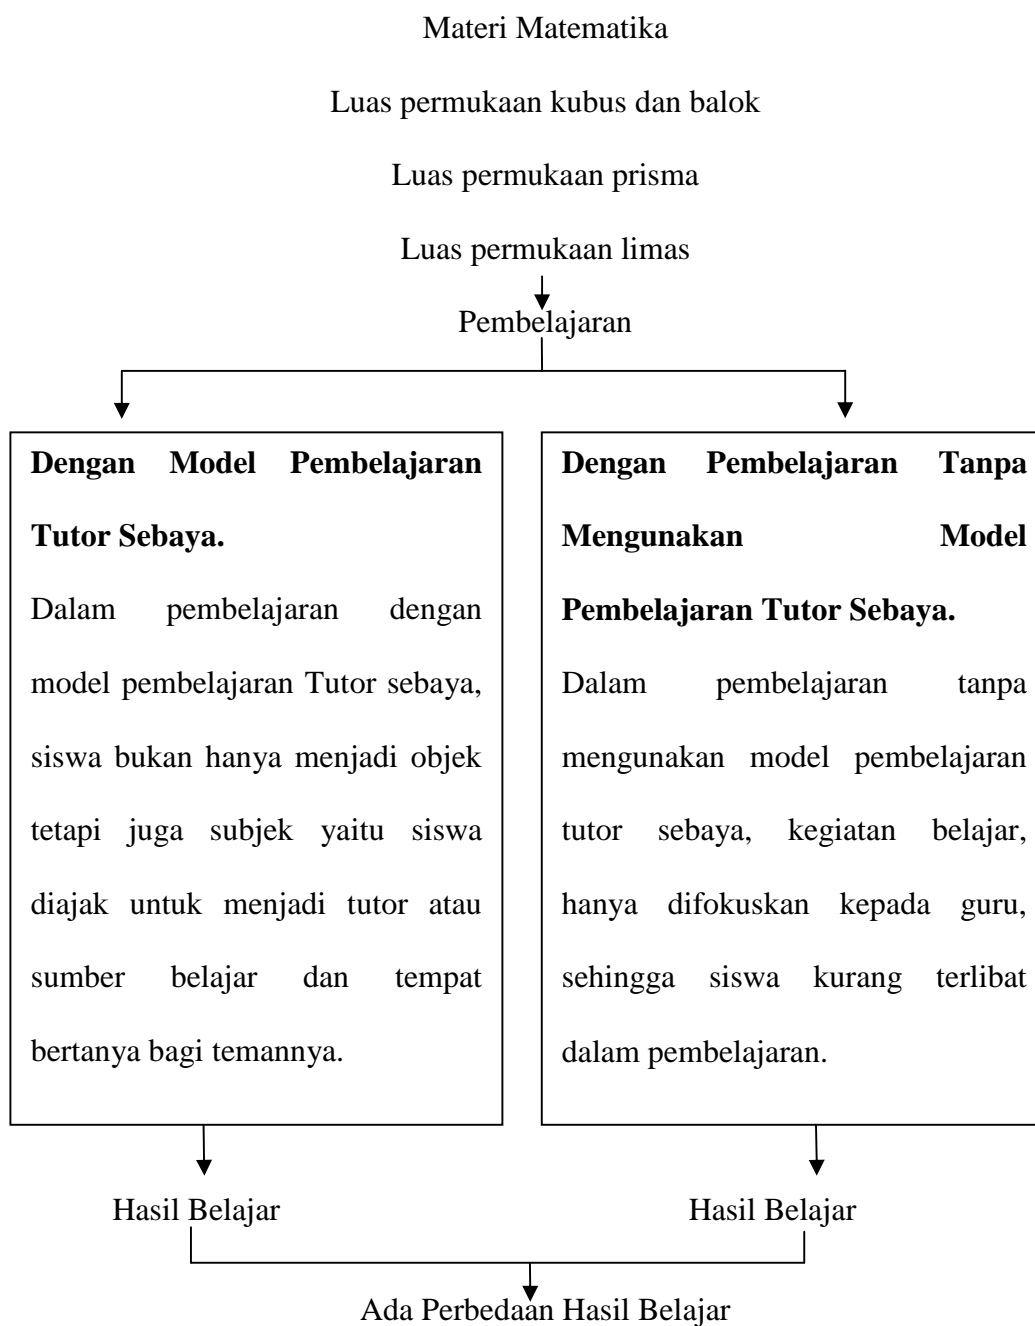 Materi Matematika
Luas permukaan kubus dan balok
Luas permukaan prisma
Luas permukaan limas
Pembelajaran
Dengan Model Pembelajaran
Tutor Sebaya.
Dalam pembelajaran dengan
model pembelajaran Tutor sebaya,
siswa bukan hanya menjadi objek
tetapi juga subjek yaitu siswa
diajak untuk menjadi tutor atau
sumber belajar dan tempat
bertanya bagi temannya.
Dengan Pembelajaran Tanpa
Mengunakan Model
Pembelajaran Tutor Sebaya.
Dalam pembelajaran tanpa
mengunakan model pembelajaran
tutor sebaya, kegiatan belajar,
hanya difokuskan kepada guru,
sehingga siswa kurang terlibat
dalam pembelajaran.
Hasil Belajar
Hasil Belajar
Ada Perbedaan Hasil Belajar